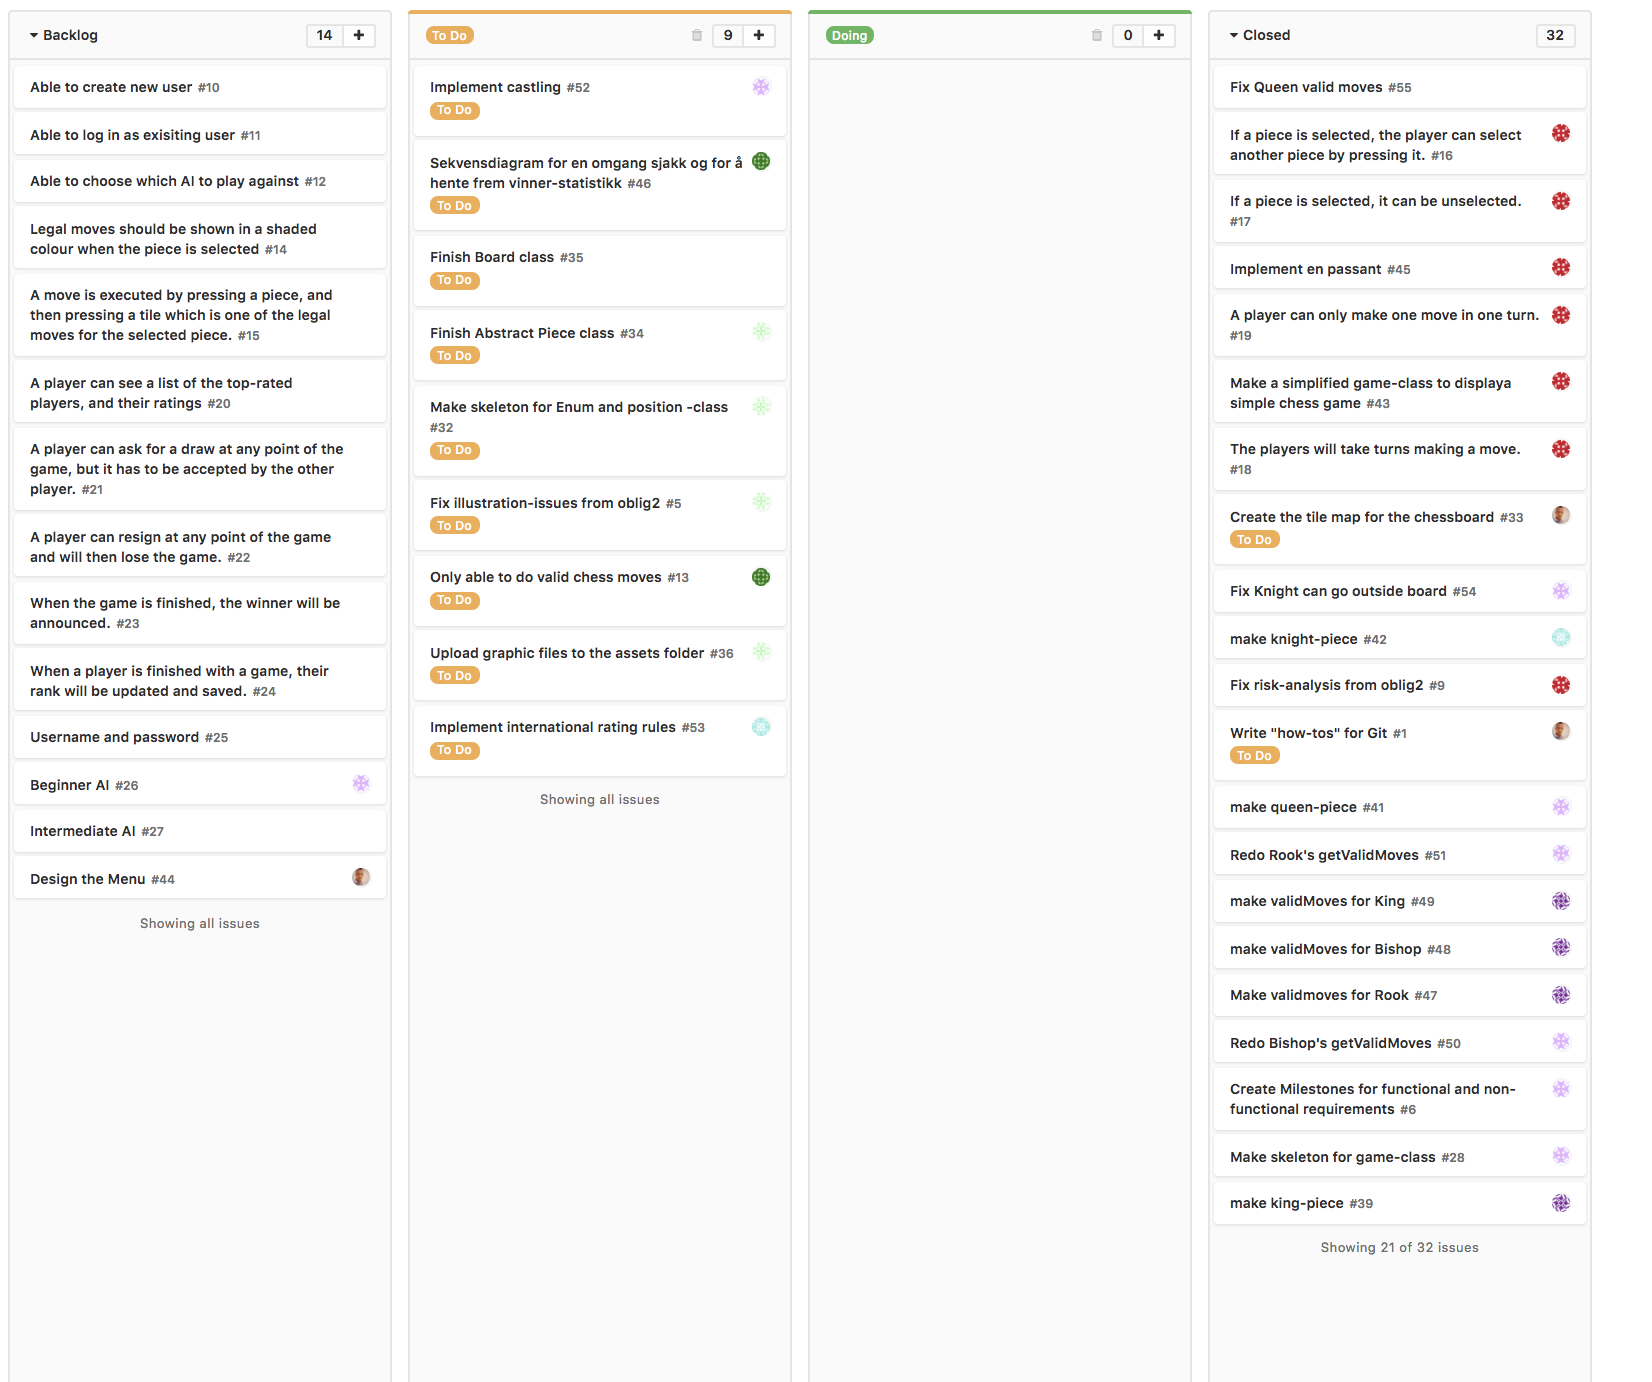 Backlog 14 +
Able to create new user #10
Able to log in as exisiting user #11
Able to choose which AI to play against #12
Legal moves should be shown in a shaded
colour when the piece is selected #14
A move is executed by pressing a piece, and
then pressing a tile which is one of the legal
moves for the selected piece. #15
A player can see a list of the top-rated
players, and their ratings #20
A player can ask for a draw at any point of the
game, but it has to be accepted by the other
player. #21
A player can resign at any point of the game
and will then lose the game. #22
When the game is finished, the winner will be
announced. #23
When a player is finished with a game, their
rank will be updated and saved. #24
Username and password #25
Beginner AI #26
Intermediate AI #27
Design the Menu #44
Showing all issues
To Do 9 +
Implement castling #52
To Do
Sekvensdiagram for en omgang sjakk og for å
hente frem vinner-statistikk #46
To Do
Finish Board class #35
To Do
Finish Abstract Piece class #34
To Do
Make skeleton for Enum and position -class
#32
To Do
Fix illustration-issues from oblig2 #5
To Do
Only able to do valid chess moves #13
To Do
Upload graphic files to the assets folder #36
To Do
Implement international rating rules #53
To Do
Showing all issues
Doing 0 +
Closed 32
Fix Queen valid moves #55
If a piece is selected, the player can select
another piece by pressing it. #16
If a piece is selected, it can be unselected.
#17
Implement en passant #45
A player can only make one move in one turn.
#19
Make a simplified game-class to displaya
simple chess game #43
The players will take turns making a move.
#18
Create the tile map for the chessboard #33
To Do
Fix Knight can go outside board #54
make knight-piece #42
Fix risk-analysis from oblig2 #9
Write "how-tos" for Git #1
To Do
make queen-piece #41
Redo Rook's getValidMoves #51
make validMoves for King #49
make validMoves for Bishop #48
Make validmoves for Rook #47
Redo Bishop's getValidMoves #50
Create Milestones for functional and non-
functional requirements #6
Make skeleton for game-class #28
make king-piece #39
Showing 21 of 32 issues